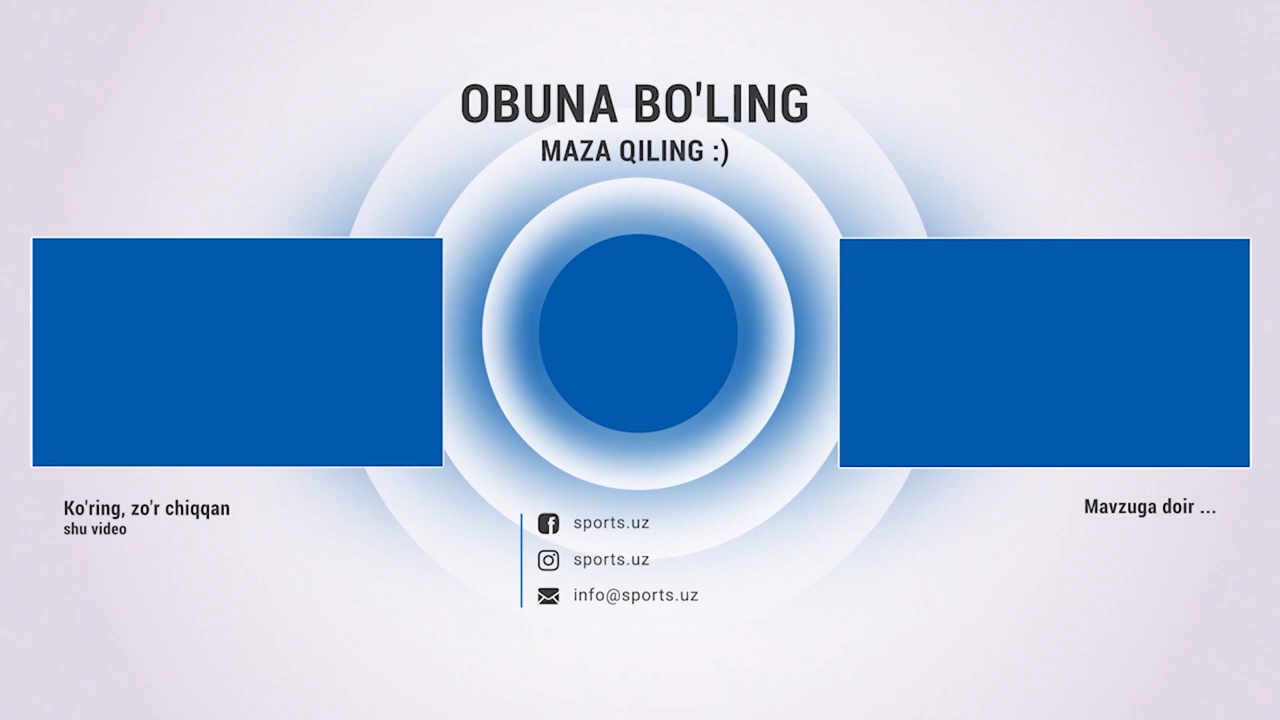 OBUNA BO'LING
MAZA QILING :)
Ko'ring, zo'r chiqqan
shu video
Mavzuga doir ...
sports.uz
sports.uz
info@sports.uz